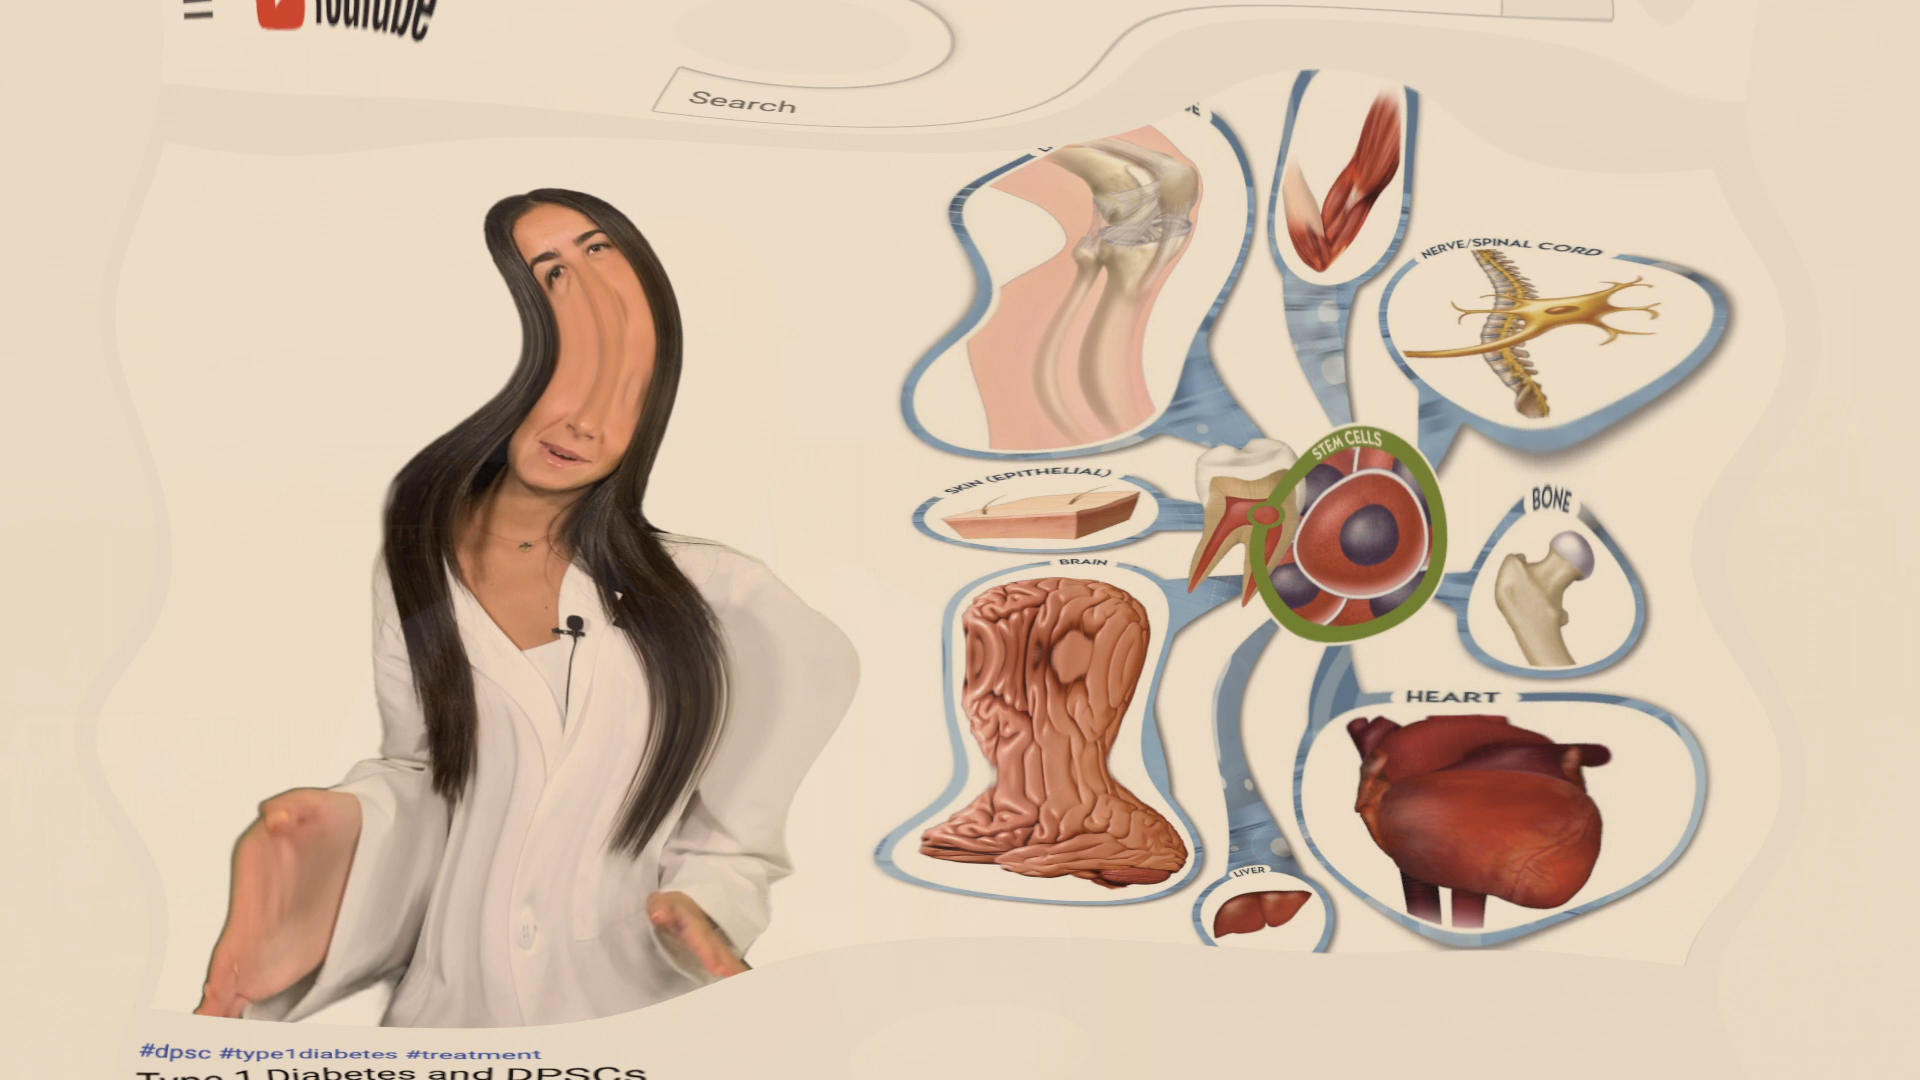 YouTube
Search
NERVE/SPINAL CORD
STEM CELLS
SKIN (EPITHELIAL)
BONE
BRAIN
HEART
LIVER
#dpsc #type1diabetes #treatment
Type 1 Diabetes and DPSCs